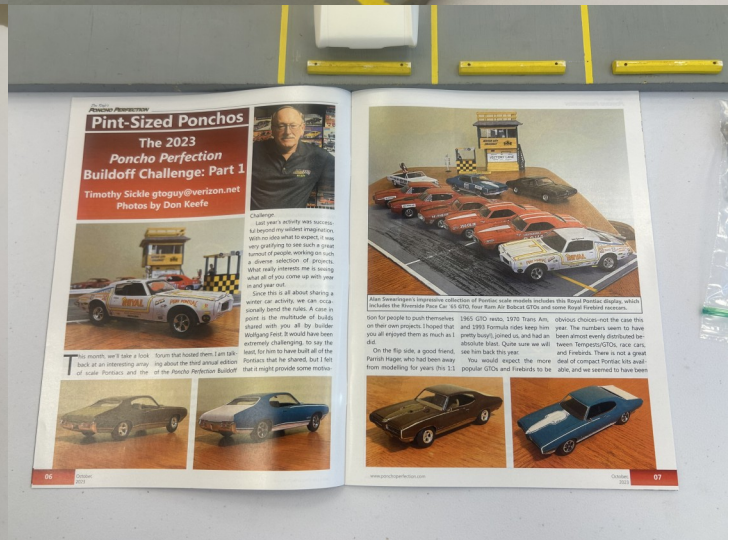 PONCHO PERFECTION
Pint-Sized Ponchos
The 2023
Poncho Perfection
Buildoff Challenge: Part 1
Timothy Sickle gtoguy@verizon.net
Photos by Don Keefe
This month, we'll take a look
back at an interesting array
of scale Pontiacs and the
forum that hosted them. I am talk-
ing about the third annual edition
of the Poncho Perfection Buildoff
Challenge.
Last year's activity was success-
ful beyond my wildest imagination.
With no idea what to expect, it was
very gratifying to see such a great
turnout of people, working on such
a diverse selection of projects.
What really interests me is seeing
what all of you come up with year
in and year out.
Since this is all about sharing a
winter car activity, we can occa-
sionally bend the rules. A case in
point is the multitude of builds
shared with you all by builder
Wolfgang Feist. It would have been
extremely challenging, to say the
least, for him to have built all of the
Pontiacs that he shared, but I felt
that it might provide some motiva-
06
October
2023
ROYAL
Alan Swearingen's impressive collection of Pontiac scale models includes this Royal Pontiac display, which
includes the Riverside Pace Car '65 GTO, four Ram Air Bobcat GTOs and some Royal Firebird racecars.
tion for people to push themselves
on their own projects. I hoped that
you all enjoyed them as much as I
did.
On the flip side, a good friend,
Parrish Hager, who had been away
from modelling for years (his 1:1
1965 GTO resto, 1970 Trans Am,
and 1993 Formula rides keep him
pretty busy!), joined us, and had an
absolute blast. Quite sure we will
see him back this year.
You would expect the more
popular GTOs and Firebirds to be
obvious choices-not the case this
year. The numbers seem to have
been almost evenly distributed be-
tween Tempests/GTOs, race cars,
and Firebirds. There is not a great
deal of compact Pontiac kits avail-
able, and we seemed to have been
www.ponchoperfection.com
October
2023
07